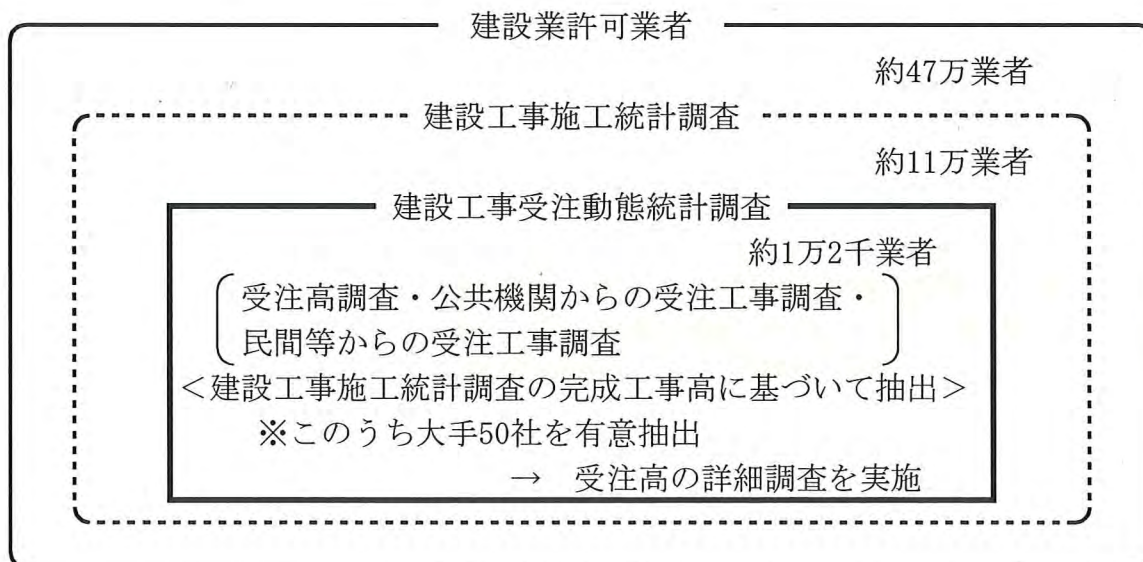 建設業許可業者
約47万業者
建設工事施工統計調査
約11万業者
建設工事受注動態統計調査
約1万2千業者
受注高調査・公共機関からの受注工事調査・
民間等からの受注工事調査
＜建設工事施工統計調査の完成工事高に基づいて抽出＞
※このうち大手50社を有意抽出
→　受注高の詳細調査を実施